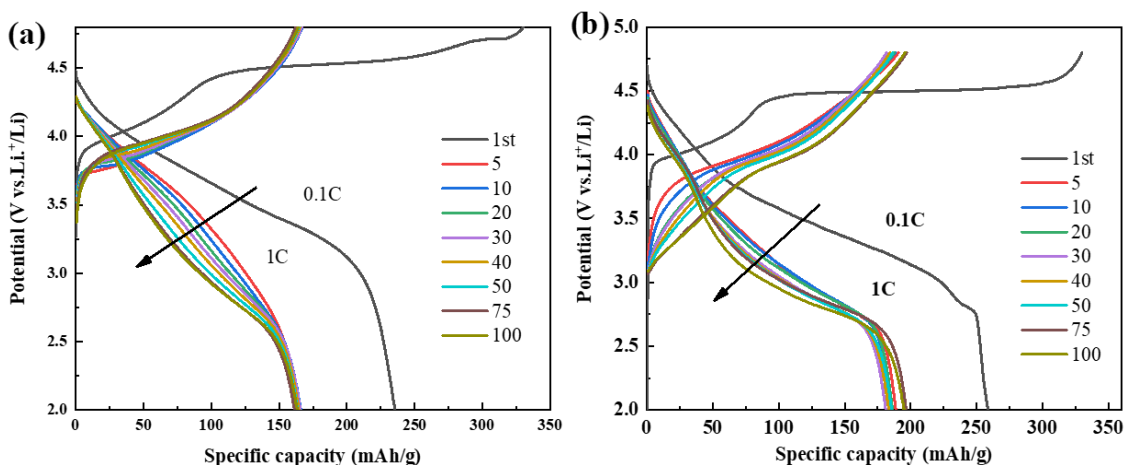 (a)
Potential (V vs.Li⁺/Li)
4.5
4.0
3.5
3.0
2.5
2.0
0 50 100 150 200 250 300 350
Specific capacity (mAh/g)
0.1C
1C
1st
5
10
20
30
40
50
75
100
(b)
Potential (V vs.Li⁺/Li)
5.0
4.5
4.0
3.5
3.0
2.5
2.0
0 50 100 150 200 250 300 350
Specific capacity (mAh/g)
0.1C
1C
1st
5
10
20
30
40
50
75
100